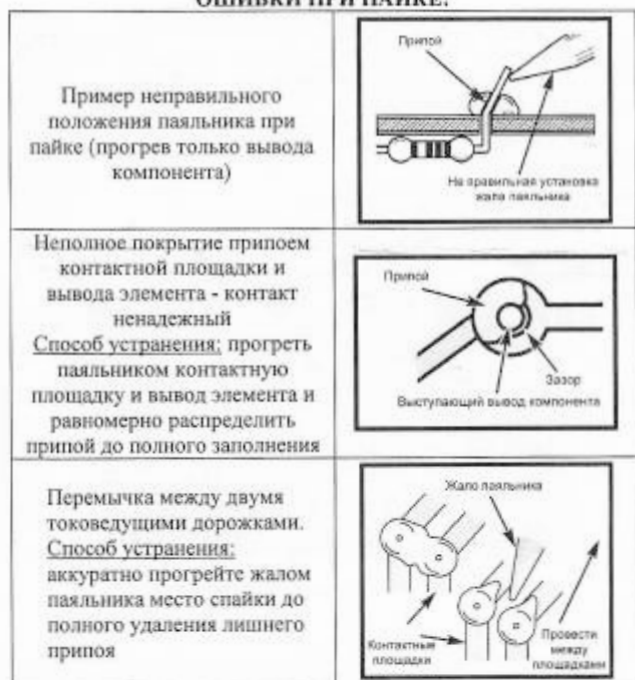 ОШИБКИ ПРИ ПАЙКЕ:
Пример неправильного
положения паяльника при
пайке (прогрев только вывода
компонента)
Припой
Не правильная установка
жала паяльника
Неполное покрытие припоем
контактной площадки и
вывода элемента - контакт
ненадежный
Способ устранения: прогреть
паяльником контактную
площадку и вывод элемента и
равномерно распределить
припой до полного заполнения
Припой
Зазор
Выступающий вывод компонента
Перемычка между двумя
токоведущими дорожками.
Способ устранения:
аккуратно прогрейте жалом
паяльника место спайки до
полного удаления лишнего
припоя
Жало паяльника
Контактные
площадки
Провести
между
площадками